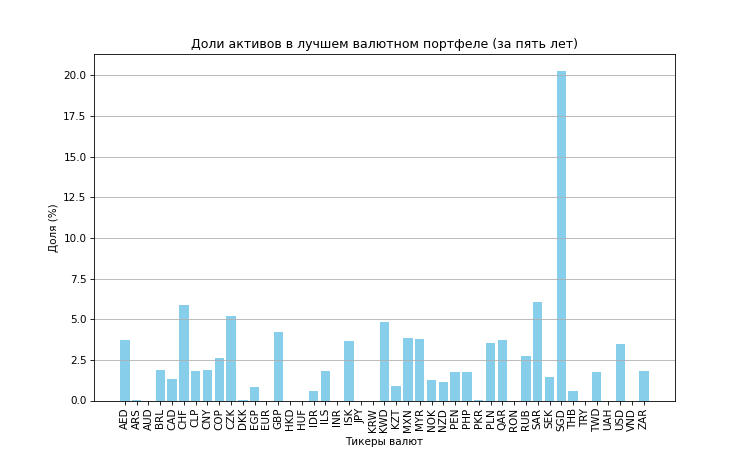 Доли активов в лучшем валютном портфеле (за пять лет)
Доля (%)
20.0
17.5
15.0
12.5
10.0
7.5
5.0
2.5
0.0
AED ARS AUD BRL CAD CHF CLP CNY COP CZK DKK EGP EUR GBP HKD HUF IDR ILS INR ISK JPY KRW KWD KZT MXN MYR NOK NZD PEN PHP PKR PLN QAR RON RUB SAR SEK SGD THB TRY TWD UAH USD VND ZAR
Тикеры валют